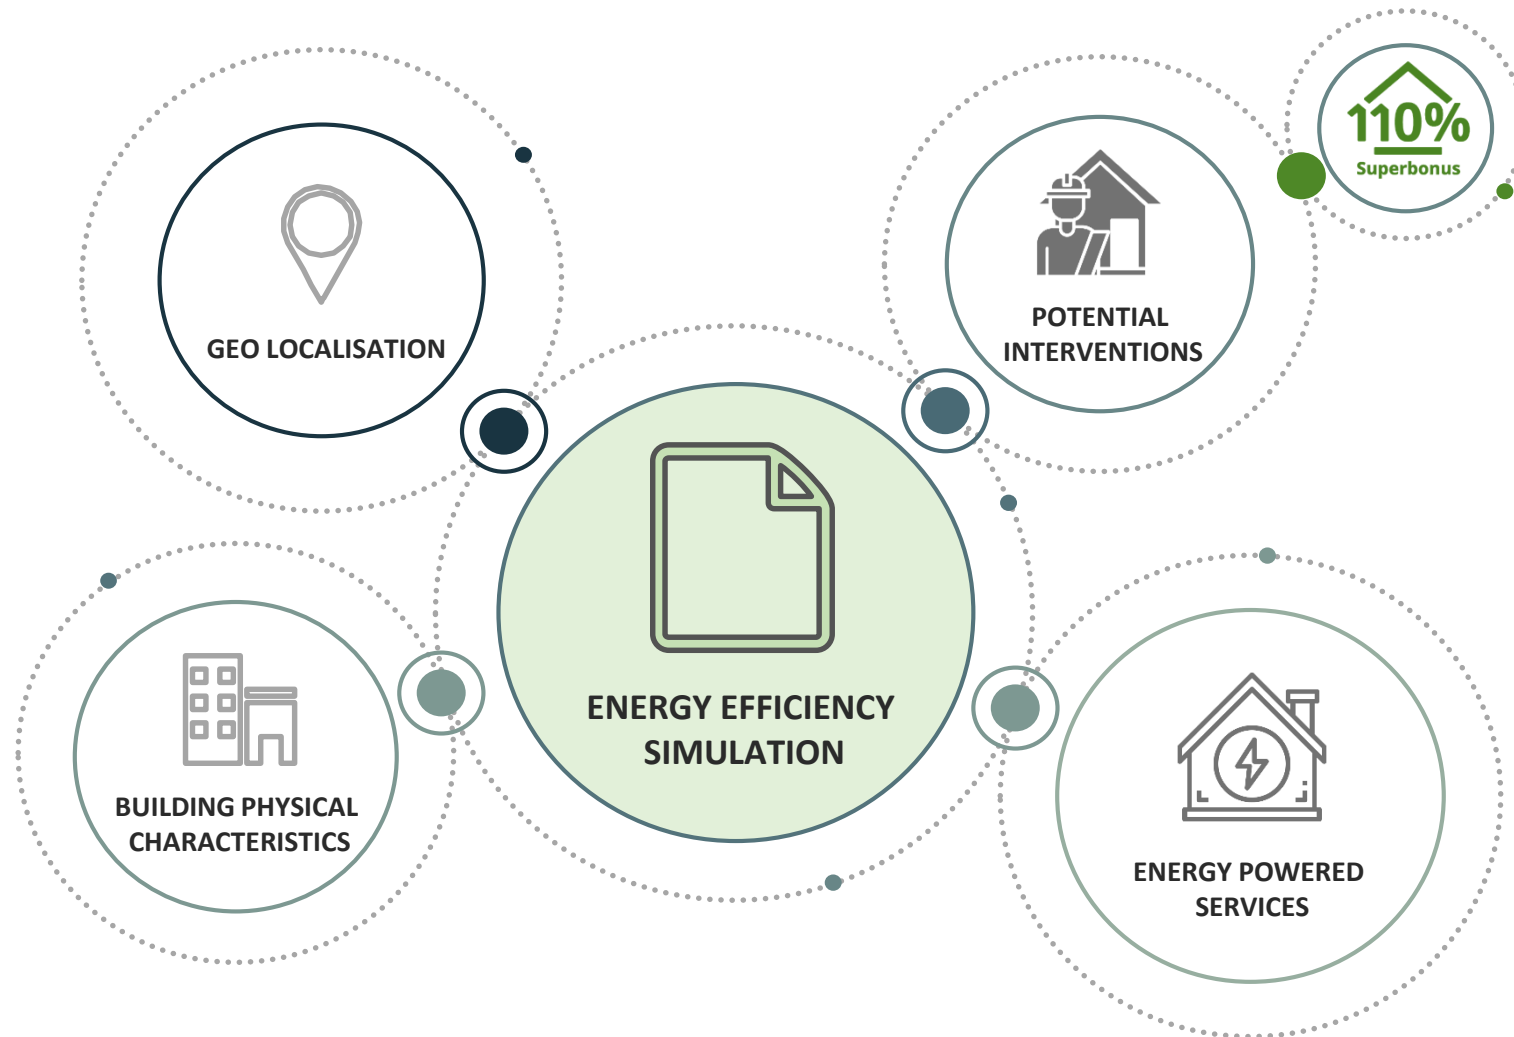 110%
Superbonus
GEO LOCALISATION
POTENTIAL
INTERVENTIONS
ENERGY EFFICIENCY
SIMULATION
BUILDING PHYSICAL
CHARACTERISTICS
ENERGY POWERED
SERVICES